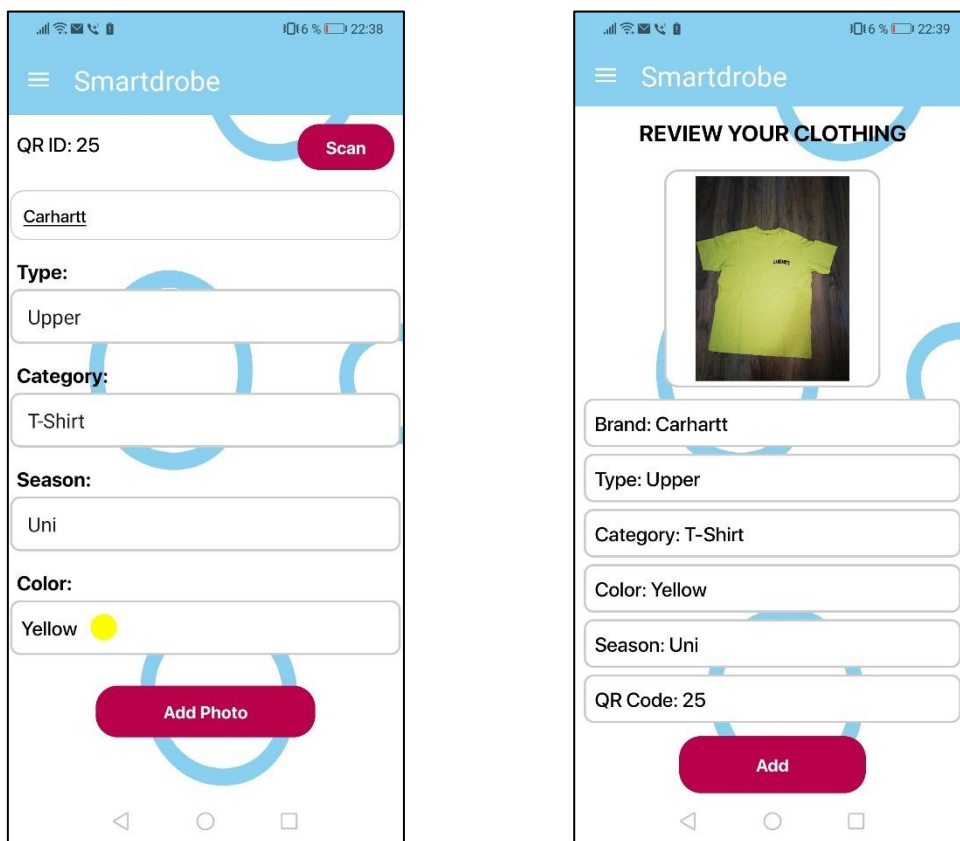 6 % 22:38
Smartdrobe
QR ID: 25
Scan
Carhartt
Type:
Upper
Category:
T-Shirt
Season:
Uni
Color:
Yellow
Add Photo
6 % 22:39
Smartdrobe
REVIEW YOUR CLOTHING
Brand: Carhartt
Type: Upper
Category: T-Shirt
Color: Yellow
Season: Uni
QR Code: 25
Add